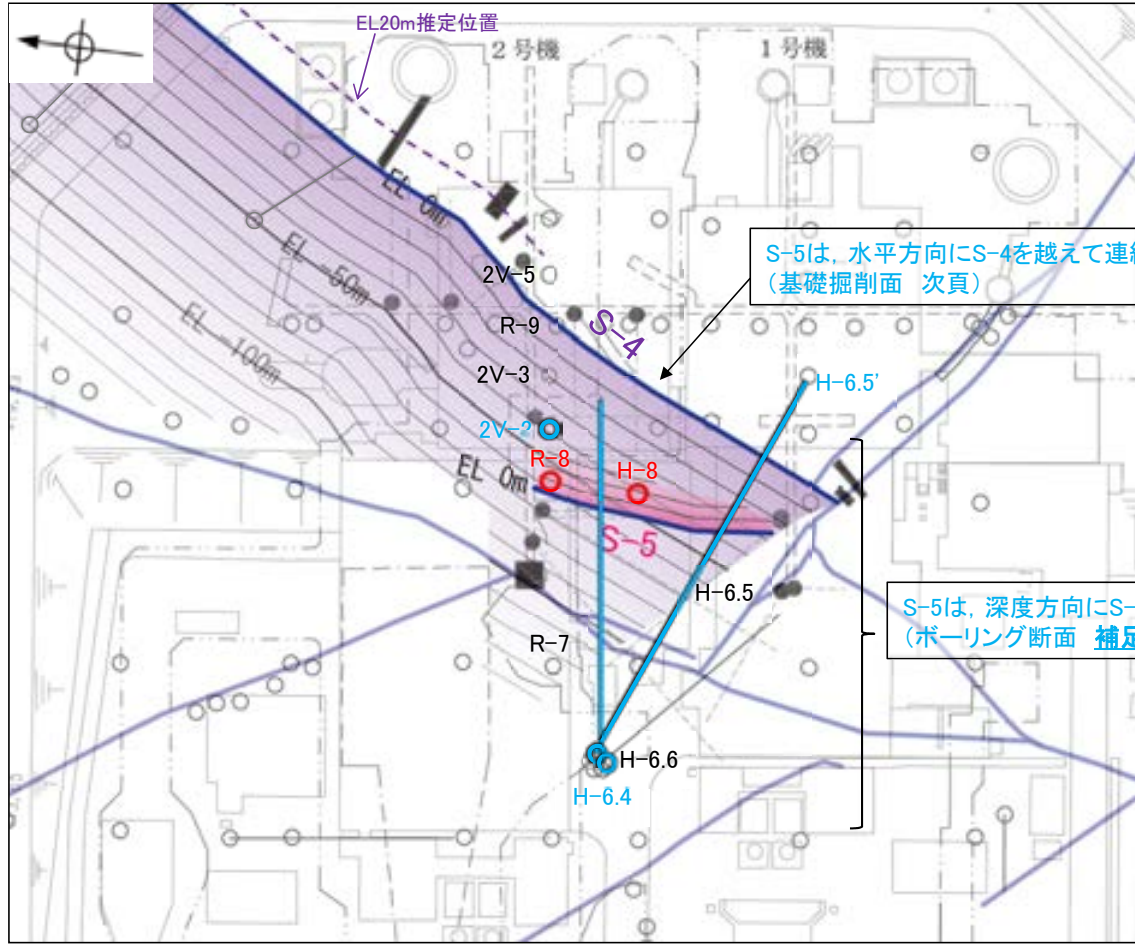 EL20m推定位置
2号機
1号機
EL 0m
EL -50m
EL -100m
2V-5
R-9
S-4
2V-3
2V-2
R-8
H-8
EL 0m
S-5
H-6.5'
H-6.5
R-7
H-6.6
H-6.4
S-5は，水平方向にS-4を越えて連
(基礎掘削面 次頁)
S-5は，深度方向にS-
(ボーリング断面 補足